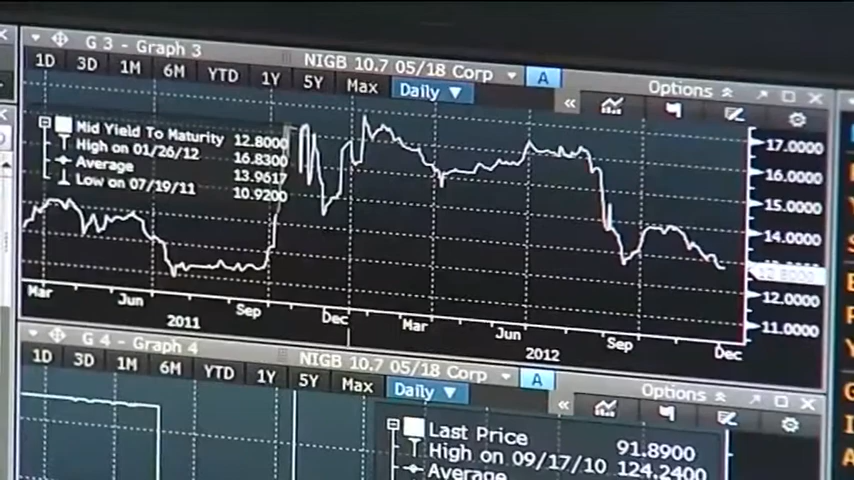 G 3 - Graph 3
NIGB 10.7 05/18 Corp
A
Options
1D 3D 1M 6M YTD 1Y 5Y Max Daily
«
Mid Yield To Maturity 12.8000
High on 01/26/12 16.8300
Average 13.9617
Low on 07/19/11 10.9200
17.0000
16.0000
15.0000
14.0000
12.8000
12.0000
11.0000
Mar Jun Sep Dec Mar Jun Sep Dec
2011 2012
G 4 - Graph 4
NIGB 10.7 05/18 Corp
A
Options
1D 3D 1M 6M YTD 1Y 5Y Max Daily
«
Last Price 91.8900
High on 09/17/10 124.2400
Average